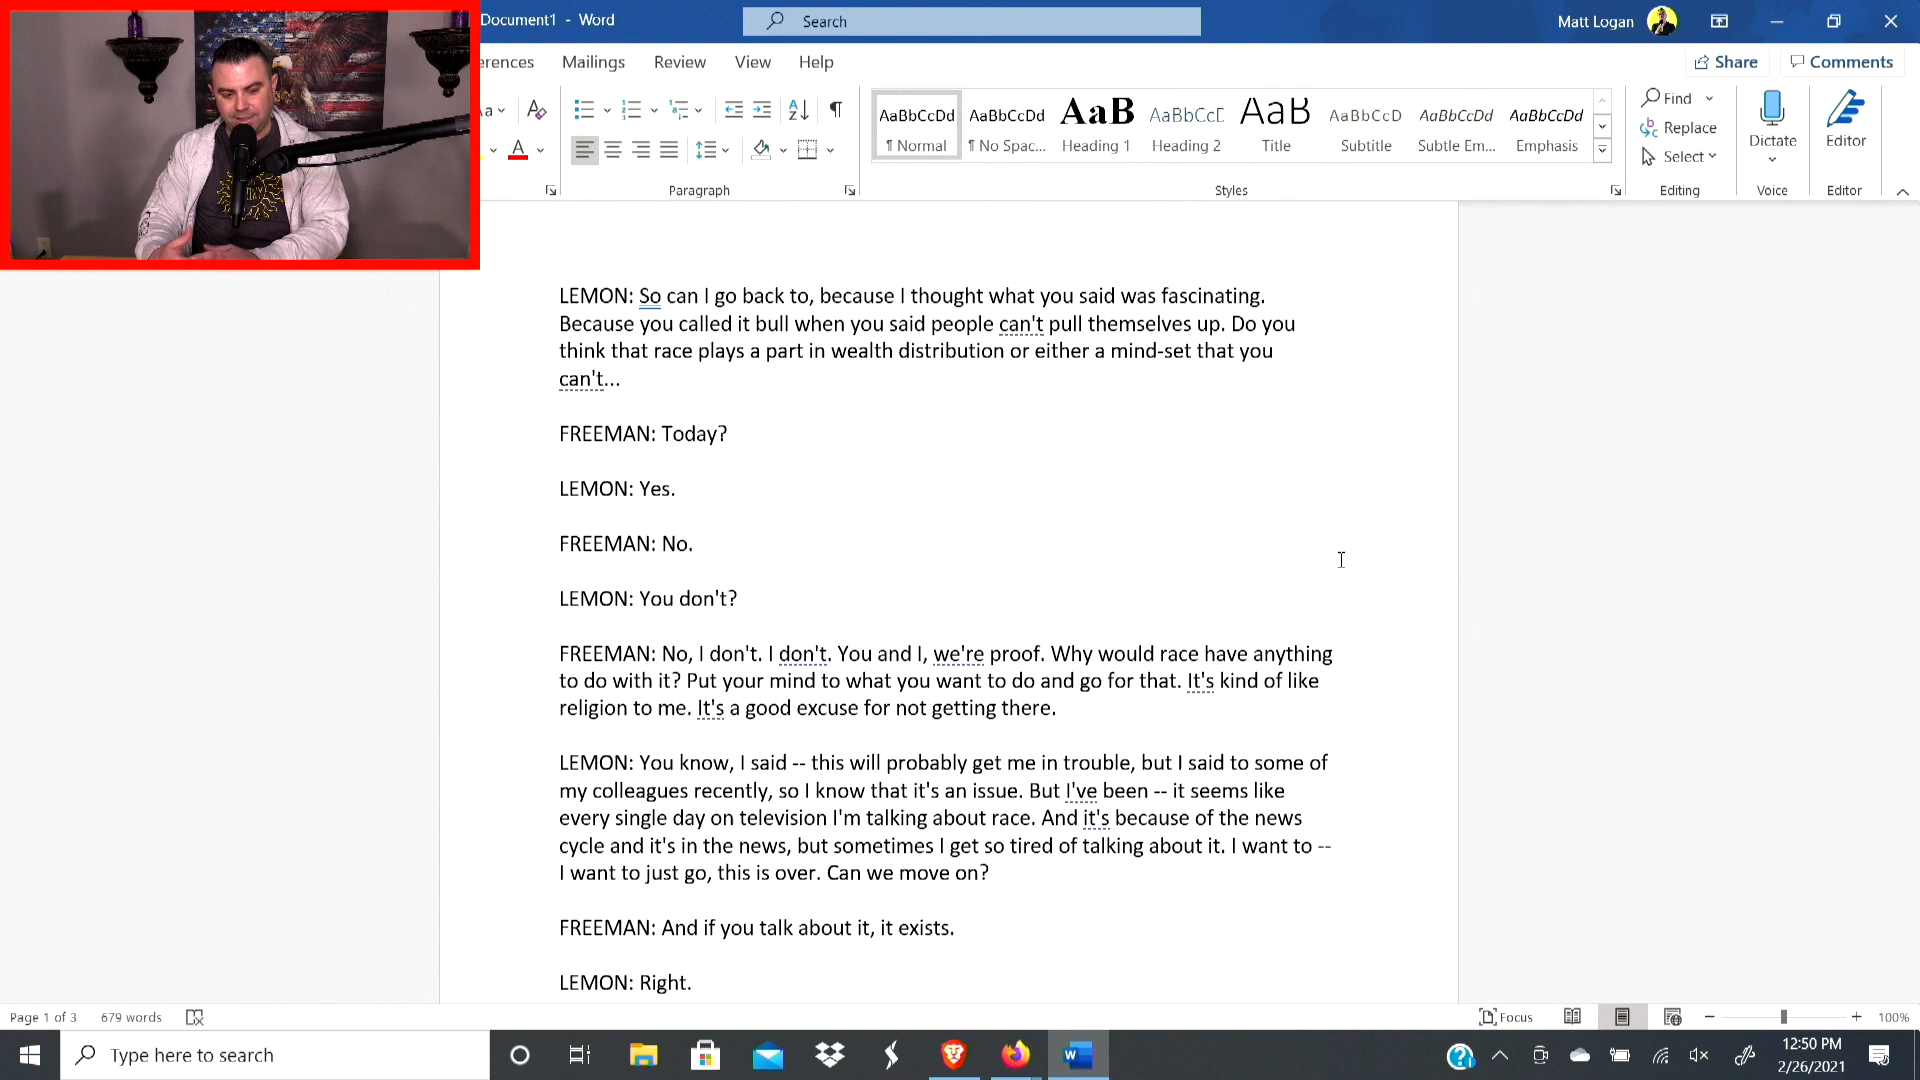 Document1 - Word
Search
Matt Logan
erences
Mailings
Review
View
Help
Share
Comments
AaBbCcDd
AaBbCcDd
AaB
AaBbCcD
AaB
AaBbCcD
AaBbCcDd
AaBbCcDd
¶ Normal
¶ No Spac...
Heading 1
Heading 2
Title
Subtitle
Subtle Em...
Emphasis
Find
Replace
Select
Dictate
Editor
Paragraph
Styles
Editing
Voice
Editor
LEMON: So can I go back to, because I thought what you said was fascinating.
Because you called it bull when you said people can't pull themselves up. Do you
think that race plays a part in wealth distribution or either a mind-set that you
can't...
FREEMAN: Today?
LEMON: Yes.
FREEMAN: No.
LEMON: You don't?
FREEMAN: No, I don't. I don't. You and I, we're proof. Why would race have anything
to do with it? Put your mind to what you want to do and go for that. It's kind of like
religion to me. It's a good excuse for not getting there.
LEMON: You know, I said -- this will probably get me in trouble, but I said to some of
my colleagues recently, so I know that it's an issue. But I've been -- it seems like
every single day on television I'm talking about race. And it's because of the news
cycle and it's in the news, but sometimes I get so tired of talking about it. I want to --
I want to just go, this is over. Can we move on?
FREEMAN: And if you talk about it, it exists.
LEMON: Right.
Page 1 of 3
679 words
Focus
100%
Type here to search
12:50 PM
2/26/2021